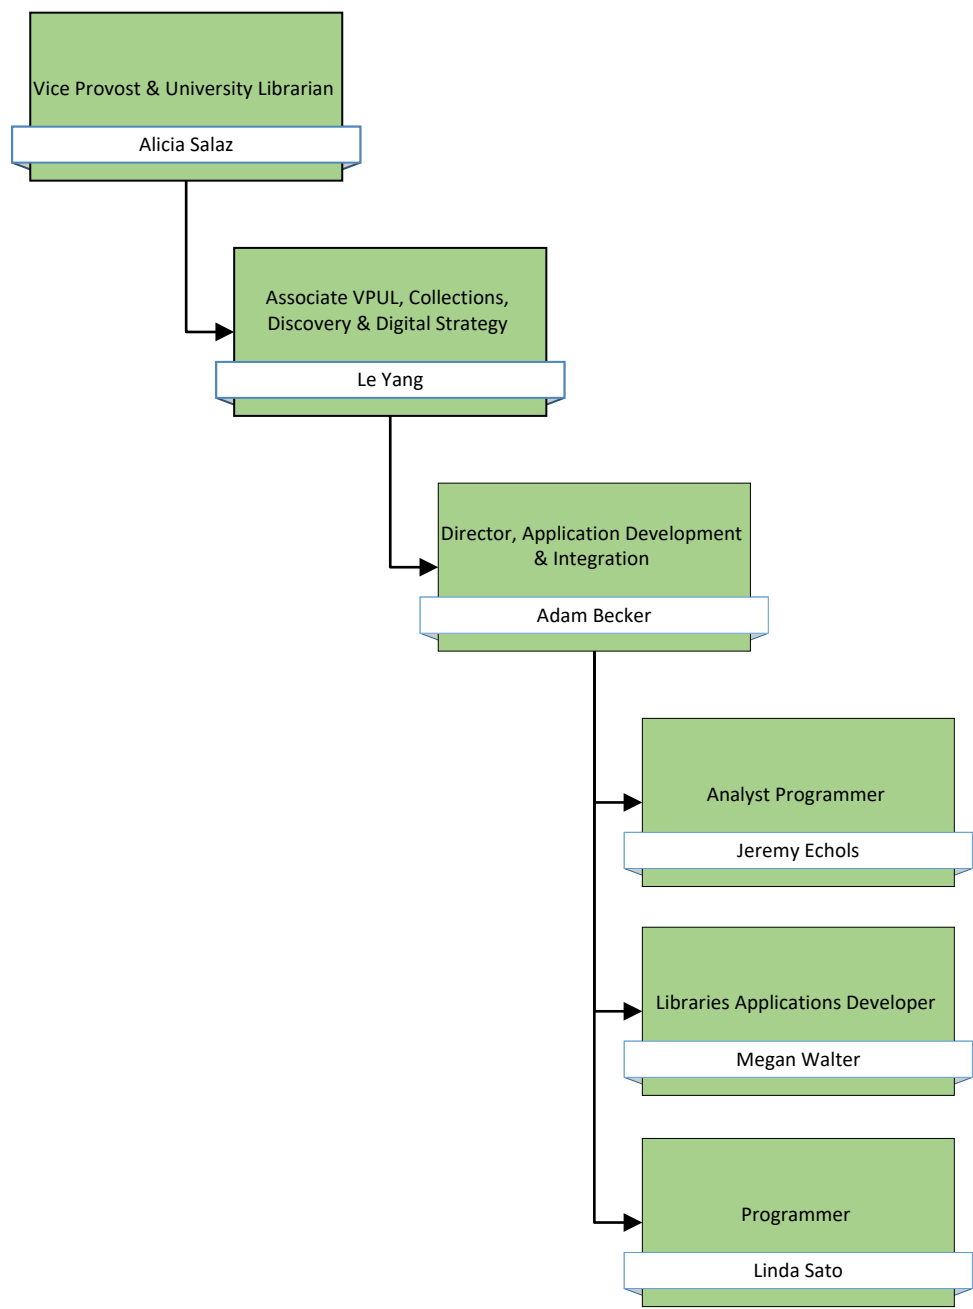 Vice Provost & University Librarian
Alicia Salaz
Associate VPUL, Collections,
Discovery & Digital Strategy
Le Yang
Director, Application Development
& Integration
Adam Becker
Analyst Programmer
Jeremy Echols
Libraries Applications Developer
Megan Walter
Programmer
Linda Sato